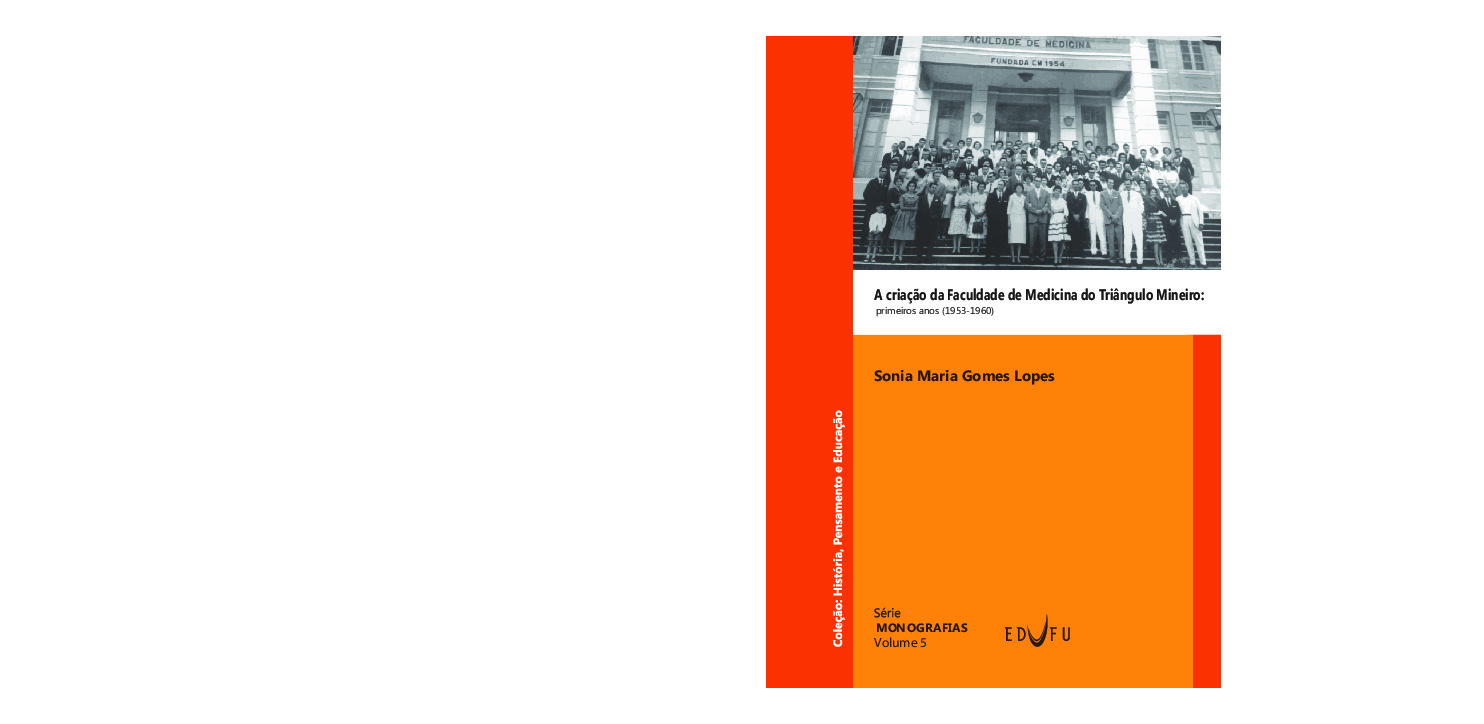 FACULDADE DE MEDICINA
FUNDADA EM 1954
A criação da Faculdade de Medicina do Triângulo Mineiro:
primeiros anos (1953-1960)
Sonia Maria Gomes Lopes
Coleção: História, Pensamento e Educação
Série
MONOGRAFIAS
Volume 5
EDUFU